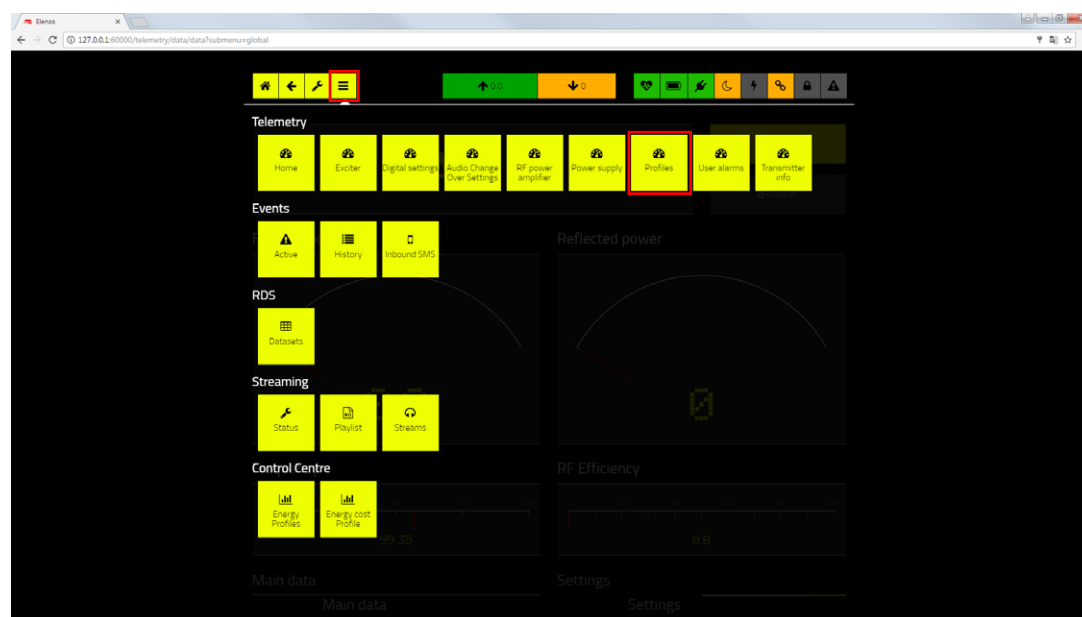 Elenos
127.0.0.1:60000/telemetry/data/data?submenu=global
0.0
0
Telemetry
Home
Exciter
Digital settings
Audio Change
Over Settings
RF power
amplifier
Power supply
Profiles
User alarms
Transmitter
info
Events
Reflected power
Active
History
Inbound SMS
RDS
Datasets
Streaming
Status
Playlist
Streams
0
Control Centre
RF Efficiency
Energy
Profiles
Energy cost
Profile
99.35
0.0
Main data
Settings
Main data
Settings